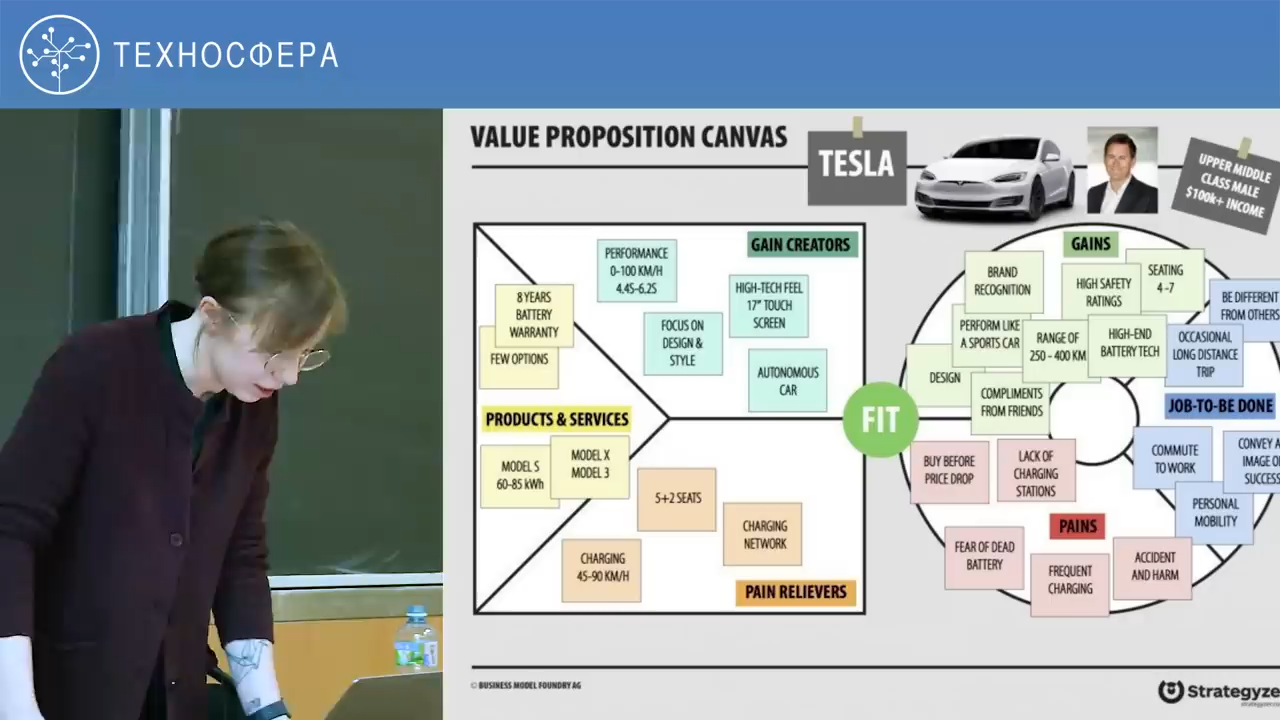 ТЕХНОСФЕРА
VALUE PROPOSITION CANVAS
TESLA
UPPER MIDDLE
CLASS MALE
$100k+ INCOME
GAIN CREATORS
PERFORMANCE
0-100 KM/H
4.4S-6.2S
HIGH-TECH FEEL
17" TOUCH
SCREEN
FOCUS ON
DESIGN &
STYLE
AUTONOMOUS
CAR
8 YEARS
BATTERY
WARRANTY
FEW OPTIONS
PRODUCTS & SERVICES
MODEL S
60-85 kWh
MODEL X
MODEL 3
5+2 SEATS
CHARGING
NETWORK
CHARGING
45-90 KM/H
PAIN RELIEVERS
FIT
GAINS
BRAND
RECOGNITION
HIGH SAFETY
RATINGS
SEATING
4 -7
PERFORM LIKE
A SPORTS CAR
RANGE OF
250 - 400 KM
HIGH-END
BATTERY TECH
DESIGN
COMPLIMENTS
FROM FRIENDS
BE DIFFERENT
FROM OTHERS
OCCASIONAL
LONG DISTANCE
TRIP
JOB-TO-BE DONE
COMMUTE
TO WORK
CONVEY A
IMAGE O
SUCCES
PERSONAL
MOBILITY
BUY BEFORE
PRICE DROP
LACK OF
CHARGING
STATIONS
PAINS
FEAR OF DEAD
BATTERY
FREQUENT
CHARGING
ACCIDENT
AND HARM
© BUSINESS MODEL FOUNDRY AG
Strategyze